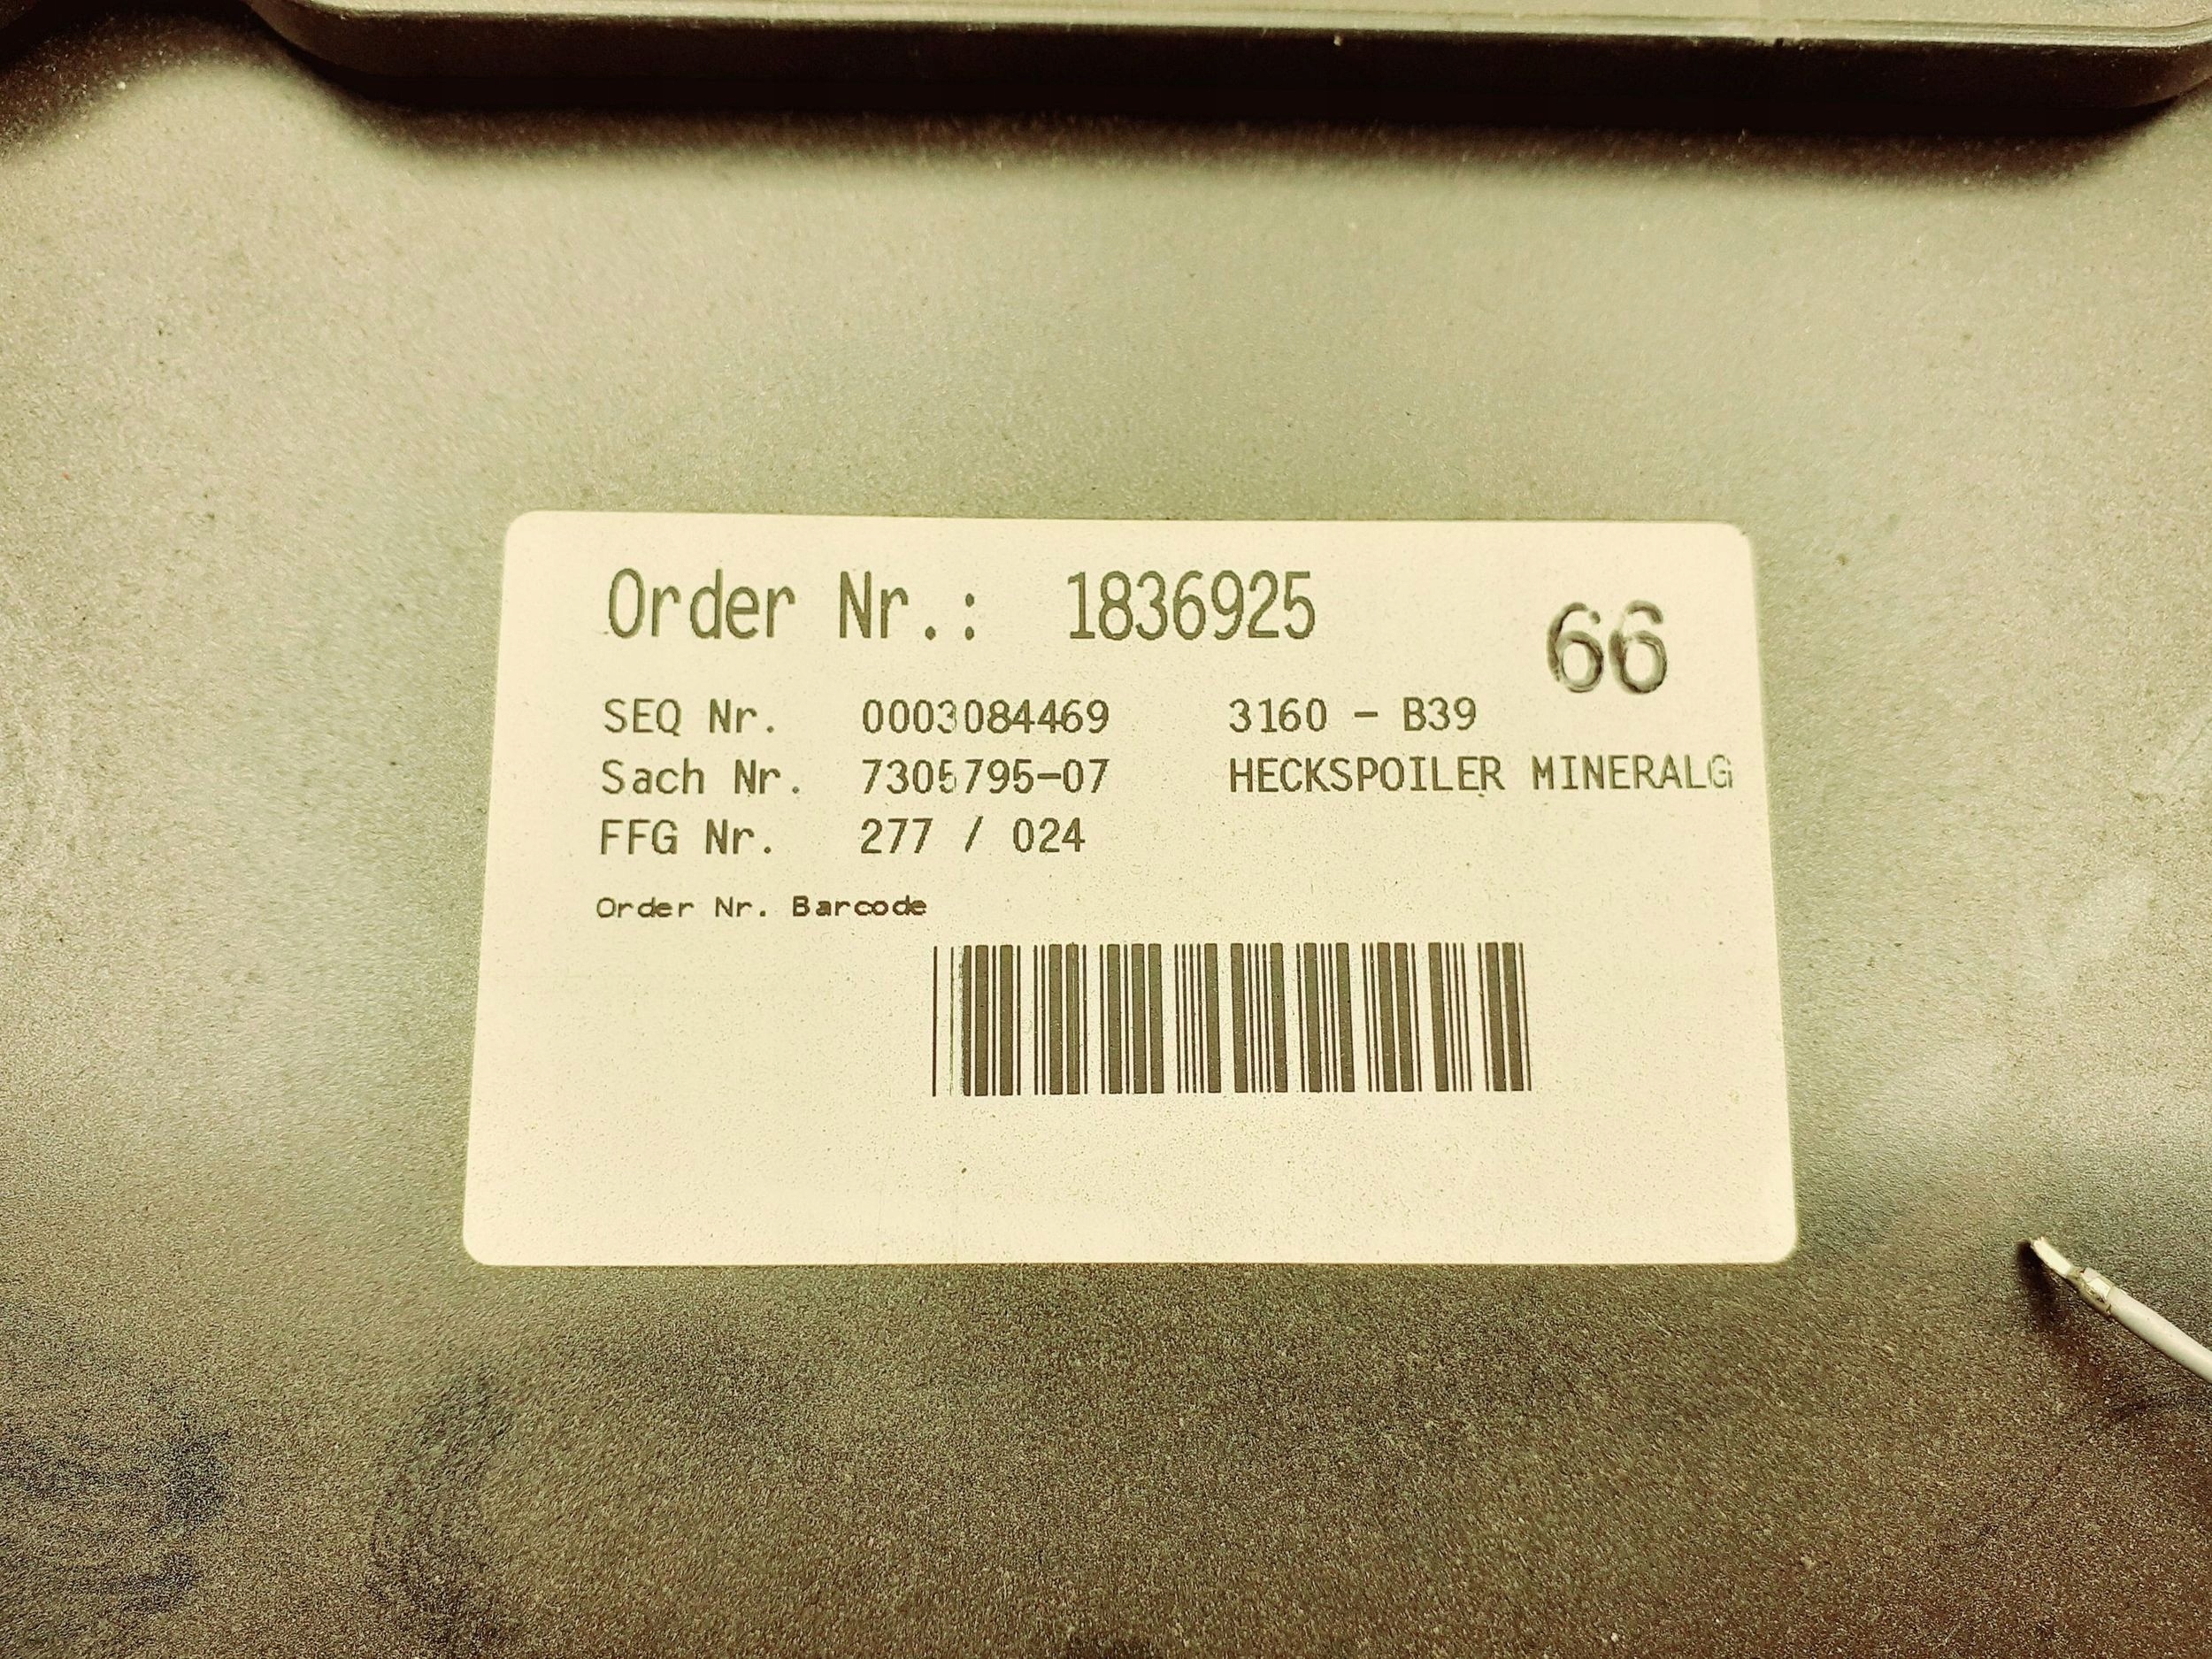 Order Nr.: 1836925
66
SEQ Nr. 0003084469 3160 - B39
Sach Nr. 7305795-07 HECKSPOILER MINERALG
FFG Nr. 277 / 024
Order Nr. Barcode